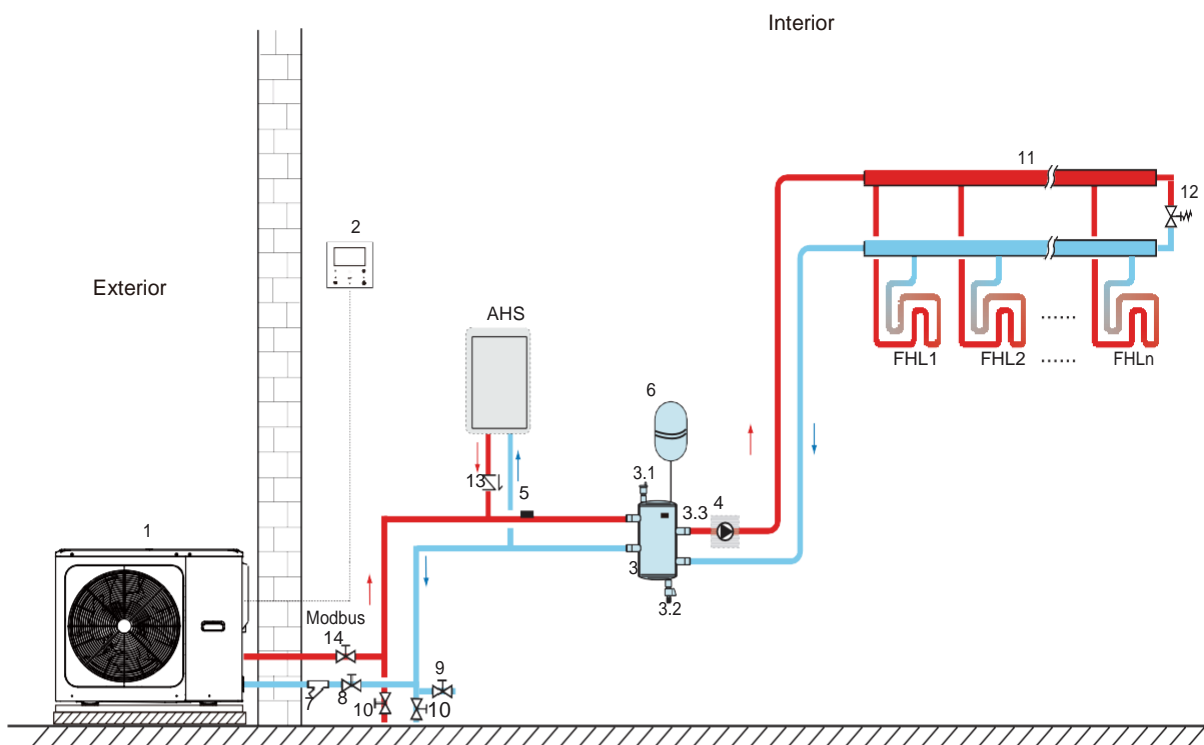 Interior
11
12
2
Exterior
AHS
FHL1
FHL2
......
......
FHLn
6
13
5
3.1
3.3
4
1
3
3.2
Modbus
14
9
7
8
10
10